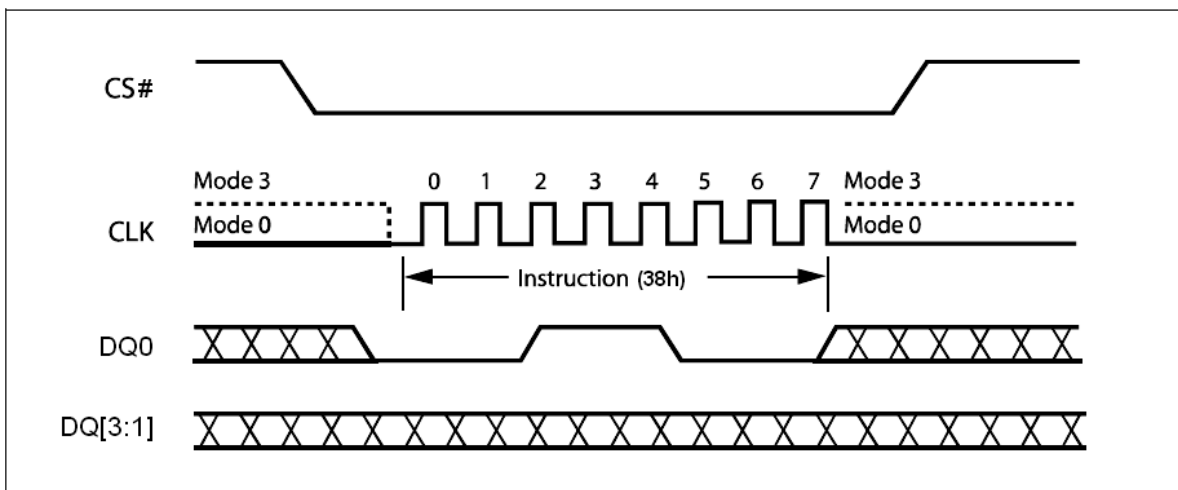 CS#
Mode 3
0 1 2 3 4 5 6 7
Mode 3
CLK
Mode 0
Mode 0
Instruction (38h)
DQ0
DQ[3:1]